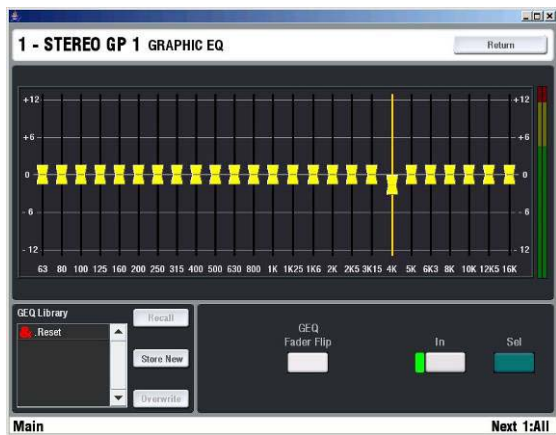 1 - STEREO GP 1 GRAPHIC EQ
Return
+12 +12
+6 +6
0 0
- 6 - 6
- 12 - 12
63 80 100 125 160 200 250 315 400 500 630 800 1K 1K25 1K6 2K 2K5 3K15 4K 5K 6K3 8K 10K 12K5 16K
GEQ Library
.Reset
Recall
Store New
Overwrite
GEQ
Fader Flip
In
Sel
Main
Next 1:All